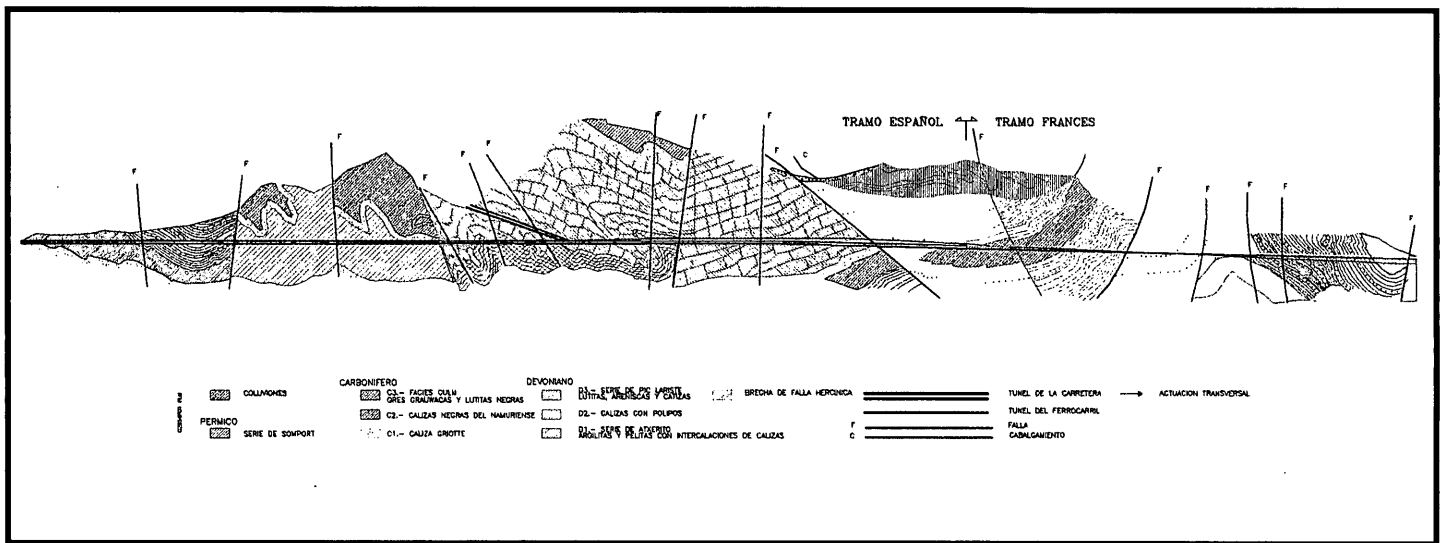 TRAMO ESPAÑOL TRAMO FRANCES
F F F F F F F F F F C F F F F F F
COLUVIONES
PERMICO
SERIE DE SOMPORT
CARBONIFERO
C3.- FACIES CULM
GRES GRAUWACAS Y LUTITAS NEGRAS
C2.- CALIZAS NEGRAS DEL NAMURIENSE
C1.- CALIZA GRIOTTE
DEVONIANO
D3.- SERIE DE PIC LARISTE
LUTITAS, ARENISCAS Y CALIZAS
D2.- CALIZAS CON POLIPOS
D1.- SERIE DE ATXERITO
ARGILITAS Y PELITAS CON INTERCALACIONES DE CALIZAS
BRECHA DE FALLA HERCINICA
TUNEL DE LA CARRETERA
TUNEL DEL FERROCARRIL
F FALLA
C CABALGAMIENTO
ACTUACION TRANSVERSAL